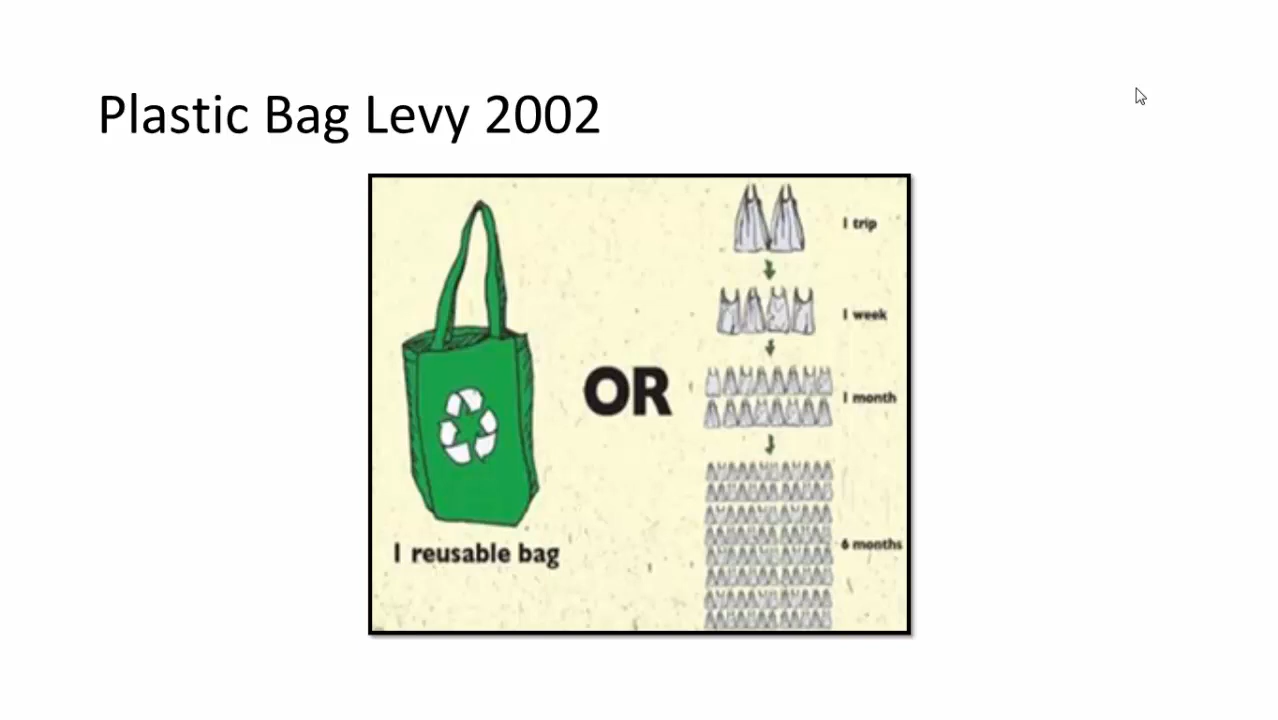 Plastic Bag Levy 2002
1 reusable bag
OR
1 trip
1 week
1 month
6 months